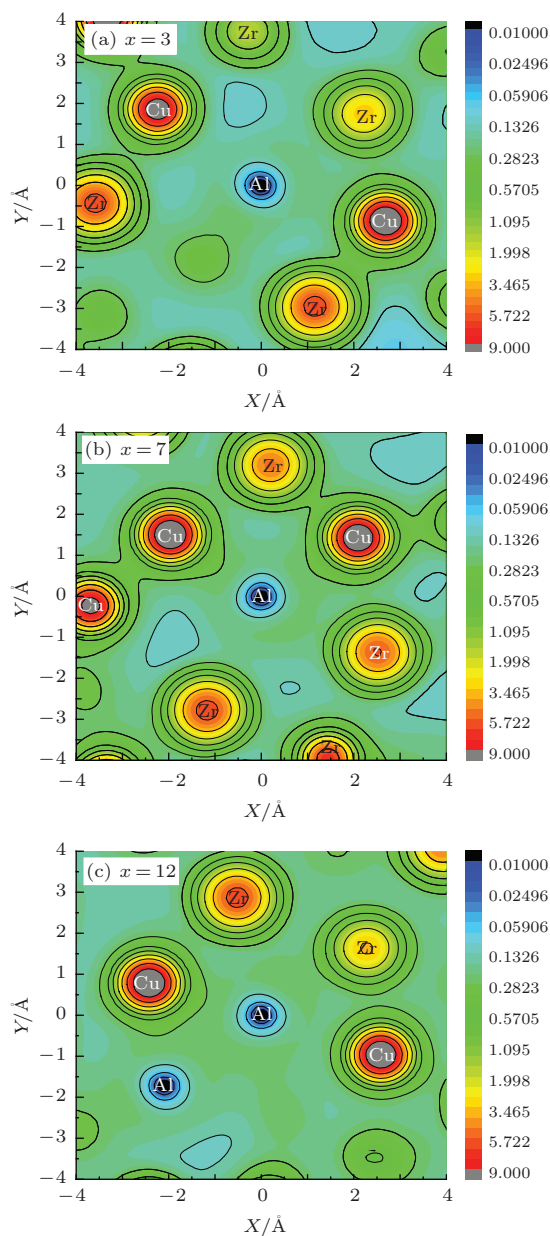 (a) x = 3
4
3
2
1
0
−1
−2
−3
−4
Y/Å
−4
−2
0
2
4
X/Å
Zr
Cu
Zr
Al
Zr
Cu
Zr
0.01000
0.02496
0.05906
0.1326
0.2823
0.5705
1.095
1.998
3.465
5.722
9.000
(b) x = 7
4
3
2
1
0
−1
−2
−3
−4
Y/Å
−4
−2
0
2
4
X/Å
Zr
Cu
Cu
Al
Cu
Zr
Zr
Zr
0.01000
0.02496
0.05906
0.1326
0.2823
0.5705
1.095
1.998
3.465
5.722
9.000
(c) x = 12
4
3
2
1
0
−1
−2
−3
−4
Y/Å
−4
−2
0
2
4
X/Å
Zr
Zr
Cu
Al
Cu
Al
0.01000
0.02496
0.05906
0.1326
0.2823
0.5705
1.095
1.998
3.465
5.722
9.000